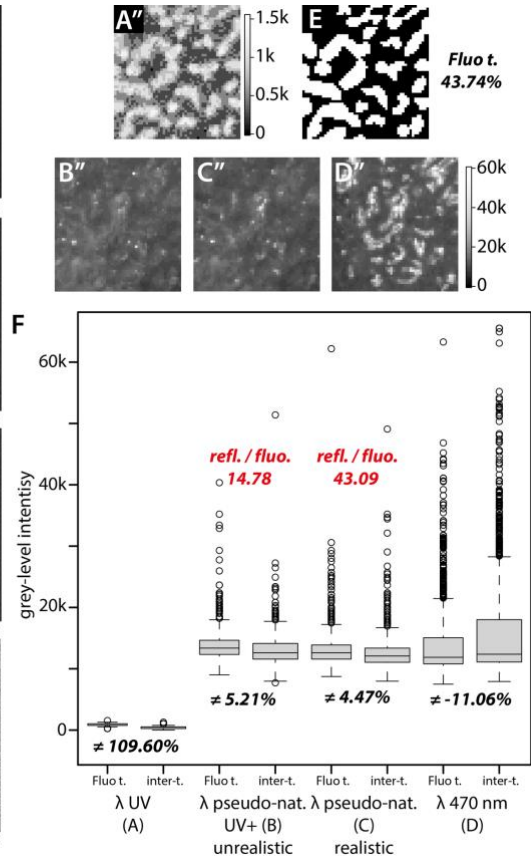 A" 1.5k E
1k Fluo t.
0.5k 43.74%
0
B" C" D" 60k
40k
20k
0
F
60k
refl. / fluo. refl. / fluo.
14.78 43.09
40k
grey-level intentisy
20k
≠ 5.21% ≠ 4.47% ≠ -11.06%
0
≠ 109.60%
Fluo t. inter-t. Fluo t. inter-t. Fluo t. inter-t. Fluo t. inter-t.
λ UV λ pseudo-nat. λ pseudo-nat. λ 470 nm
(A) UV+ (B) (C) (D)
unrealistic realistic